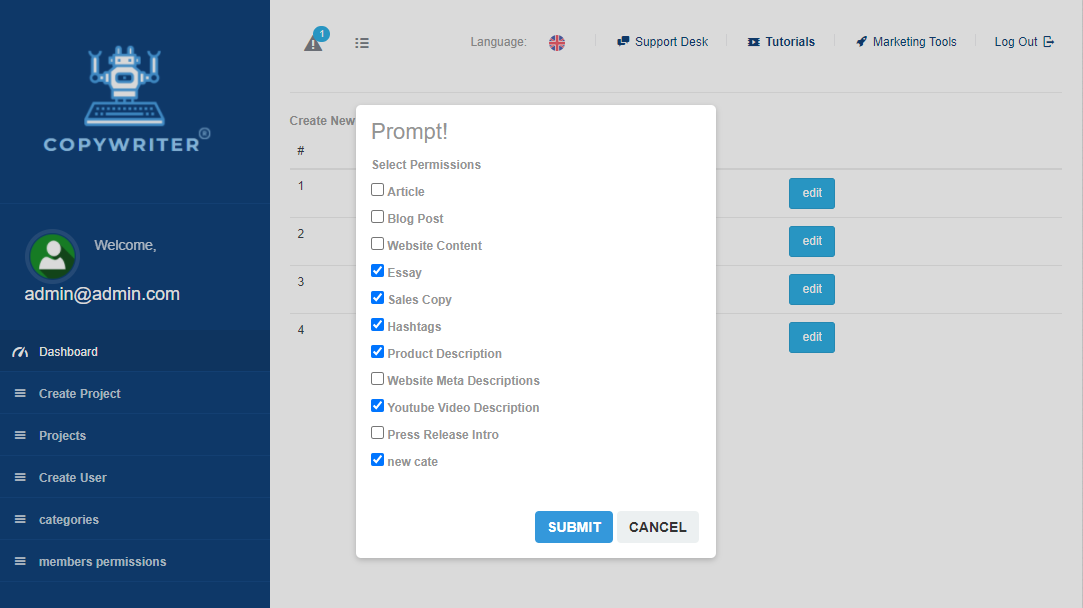 COPYWRITER®
Welcome,
admin@admin.com
Dashboard
Create Project
Projects
Create User
categories
members permissions
1
Language:
Support Desk
Tutorials
Marketing Tools
Log Out
Create New
#
1
edit
2
edit
3
edit
4
edit
Prompt!
Select Permissions
Article
Blog Post
Website Content
Essay
Sales Copy
Hashtags
Product Description
Website Meta Descriptions
Youtube Video Description
Press Release Intro
new cate
SUBMIT
CANCEL